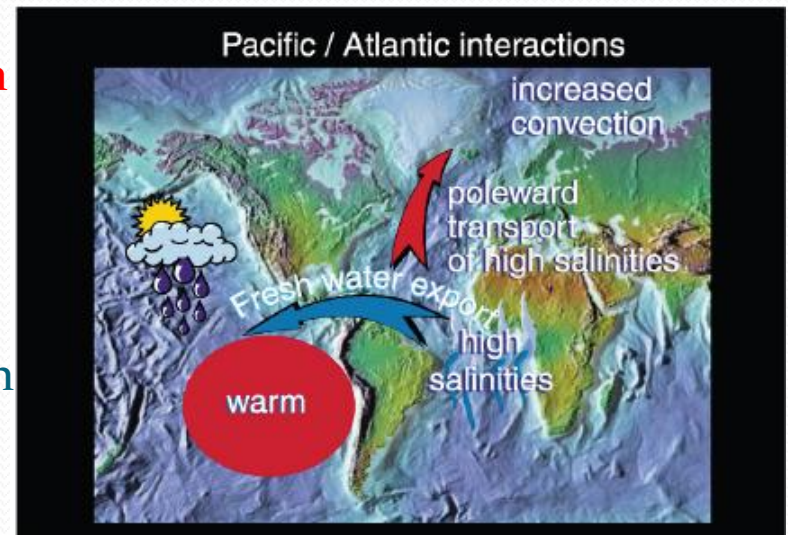 Pacific / Atlantic interactions
increased
convection
poleward
transport
of high salinities
Fresh water export
high
salinities
warm